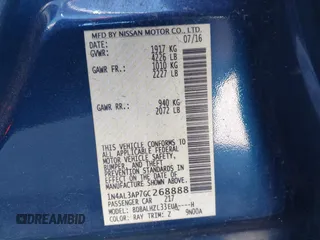 MFD BY NISSAN MOTOR CO., LTD.
DATE: 07/16
GVWR: 1917 KG
4226 LB
GAWR FR.: 1010 KG
2227 LB
GAWR RR.: 940 KG
2072 LB
THIS VEHICLE CONFORMS TO ALL
APPLICABLE FEDERAL MOTOR VEHICLE
SAFETY, BUMPER, AND THEFT
PREVENTION STANDARDS IN EFFECT
ON THE DATE OF MANUFACTURE
SHOWN ABOVE.
1N4AL3AP7GC268888
PASSENGER CAR 217
MODEL:
COLOR: RAY TRIM: Z 9N00A